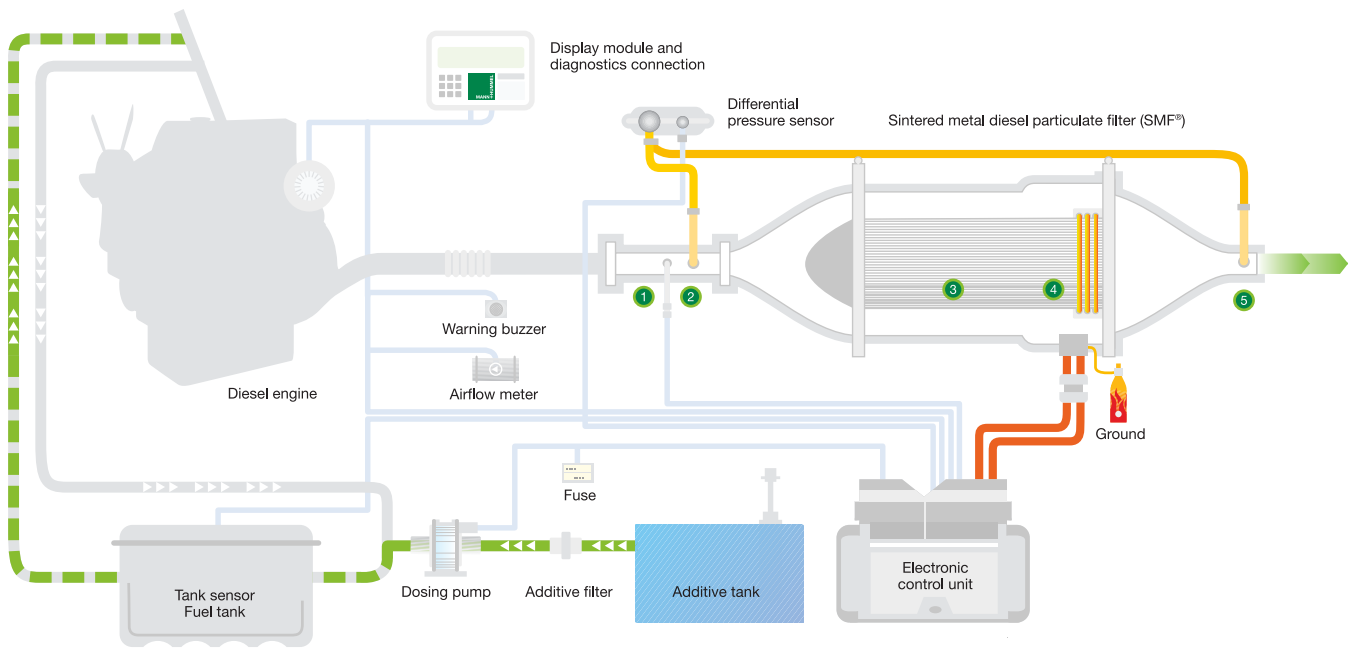 Display module and
diagnostics connection
MANN+HUMMEL
Differential
pressure sensor
Sintered metal diesel particulate filter (SMF®)
1
2
3
4
5
Warning buzzer
Airflow meter
Diesel engine
Ground
Fuse
Tank sensor
Fuel tank
Dosing pump
Additive filter
Additive tank
Electronic
control unit